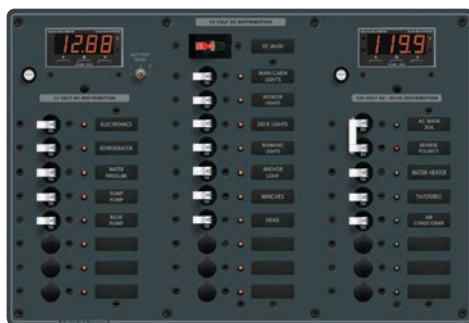 12.88
BATTERY
BANK
12 VOLT DC DISTRIBUTION
ELECTRONICS
REFRIGERATOR
WATER
PRESSURE
SUMP
PUMP
BILGE
PUMP
12 VOLT DC DISTRIBUTION
DC MAIN
MAIN CABIN
LIGHTS
INTERIOR
LIGHTS
DECK LIGHTS
RUNNING
LIGHTS
ANCHOR
LIGHT
WINCHES
HEAD
119.9
AC MAIN
30A
REVERSE
POLARITY
WATER HEATER
TV/STEREO
AIR
CONDITIONER